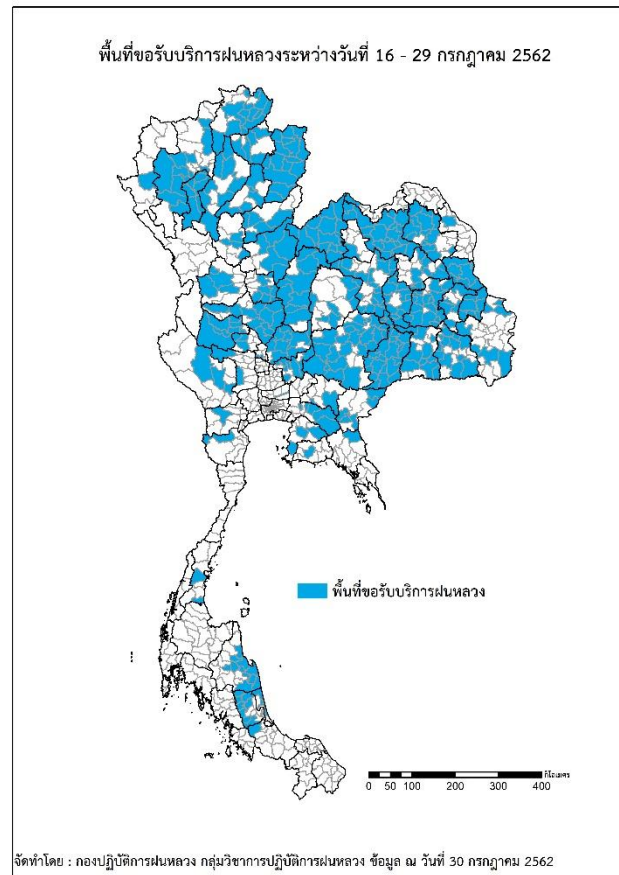 พื้นที่ขอรับบริการฝนหลวงระหว่างวันที่ 16 - 29 กรกฎาคม 2562
พื้นที่ขอรับบริการฝนหลวง
กิโลเมตร
0 50 100 200 300 400
จัดทำโดย : กองปฏิบัติการฝนหลวง กลุ่มวิชาการปฏิบัติการฝนหลวง ข้อมูล ณ วันที่ 30 กรกฎาคม 2562